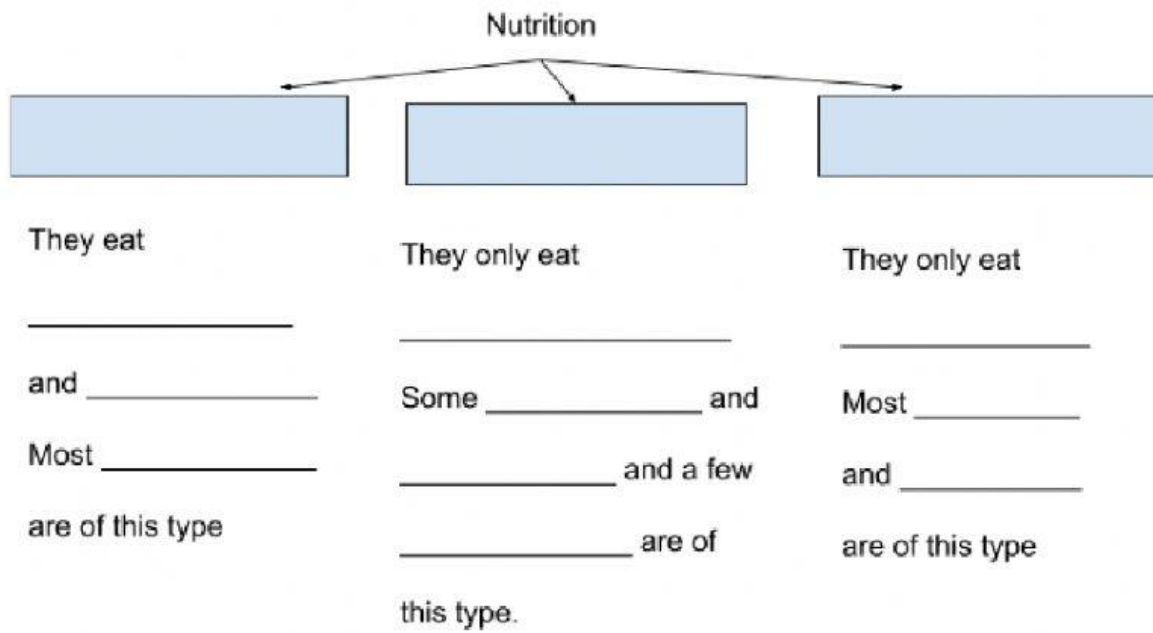 Nutrition
They eat
and
Most
are of this type
They only eat
Some and
and a few
are of
this type.
They only eat
Most
and
are of this type